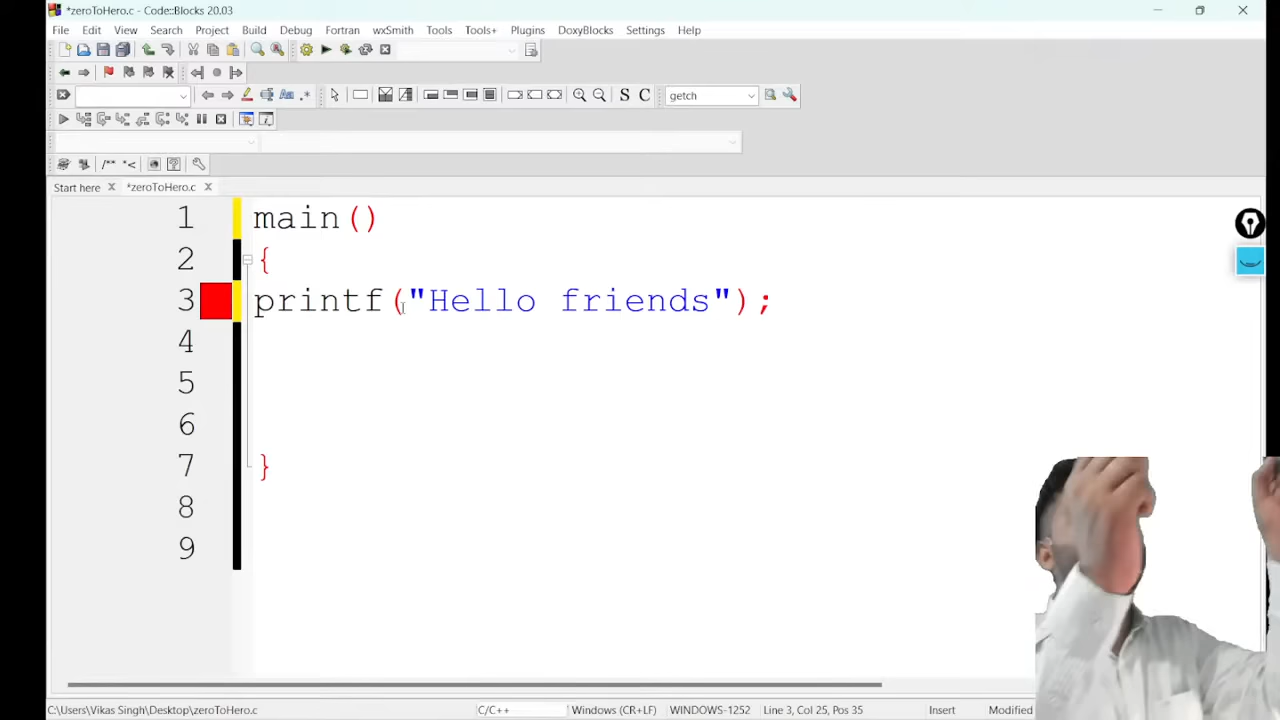 *zeroToHero.c - Code::Blocks 20.03
File Edit View Search Project Build Debug Fortran wxSmith Tools Tools+ Plugins DoxyBlocks Settings Help
S C getch
/** *<
Start here *zeroToHero.c
1 main()
2 {
3 printf("Hello friends");
4
5
6
7 }
8
9
C:\Users\Vikas Singh\Desktop\zeroToHero.c C/C++ Windows (CR+LF) WINDOWS-1252 Line 3, Col 25, Pos 35 Insert Modified